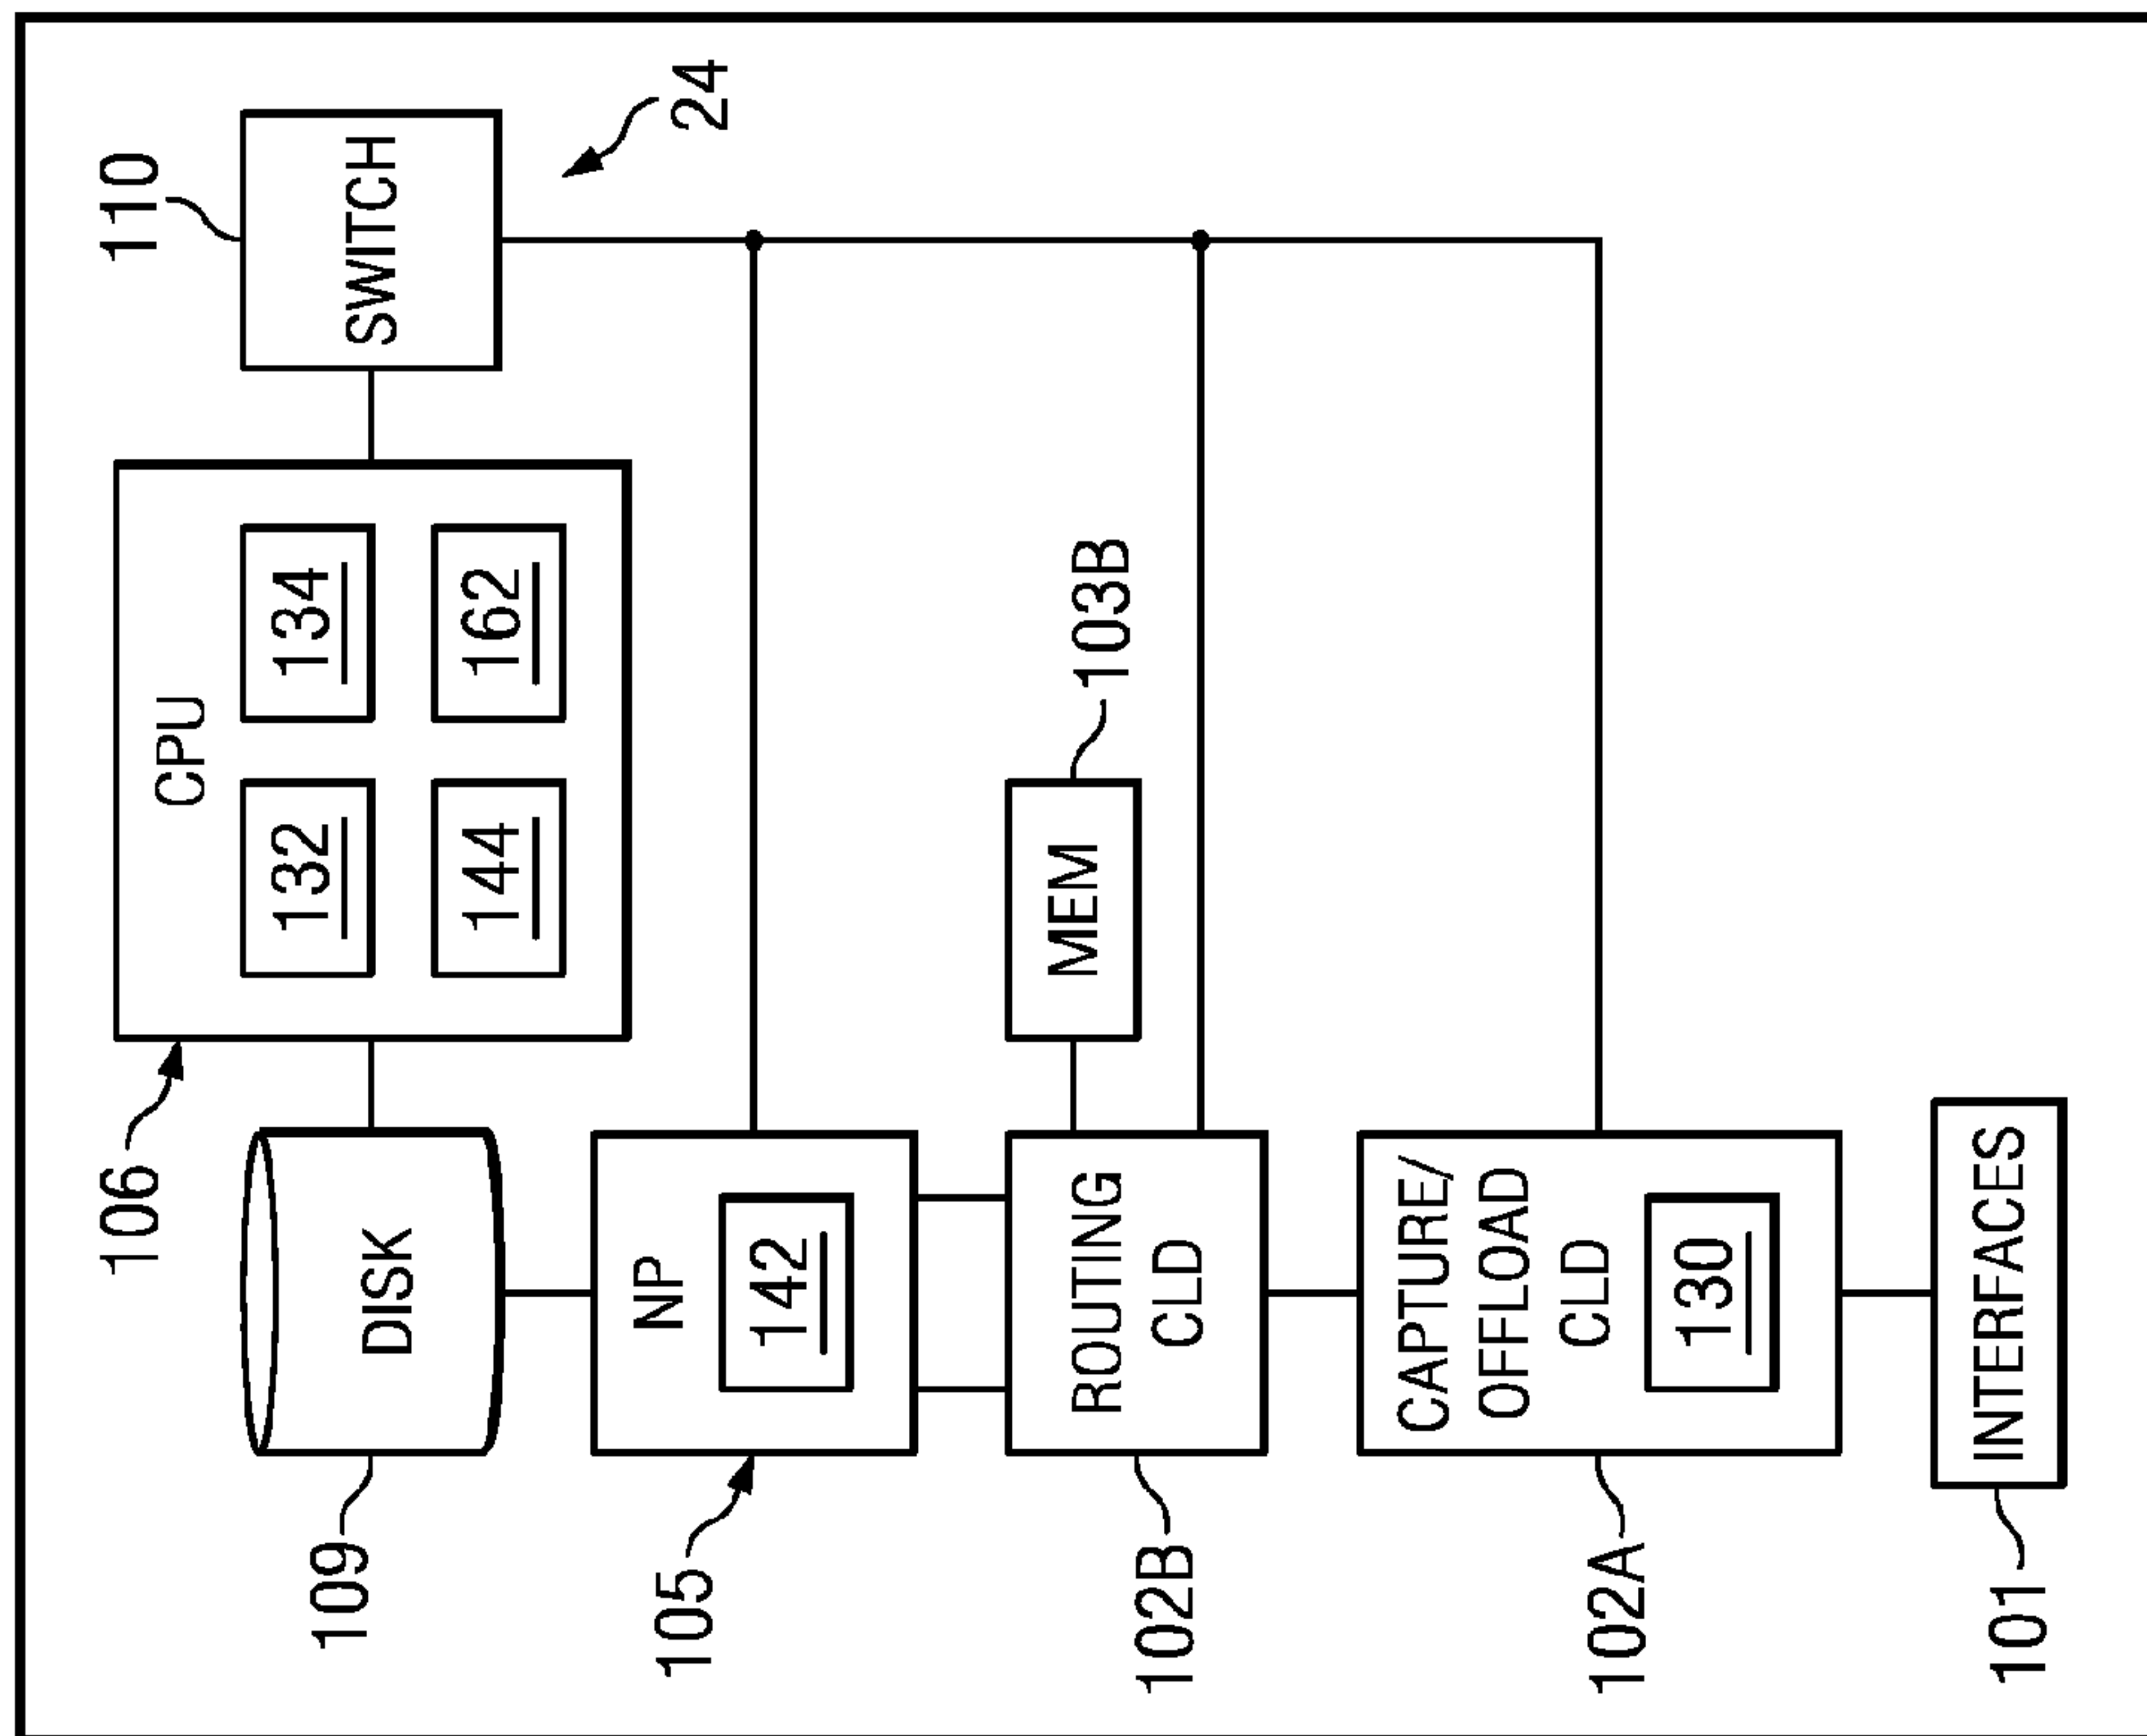 106
110
CPU
132
134
109
DISK
SWITCH
144
162
105
NP
24
142
102B
ROUTING
CLD
MEM
103B
102A
CAPTURE/
OFFLOAD
CLD
130
101
INTERFACES